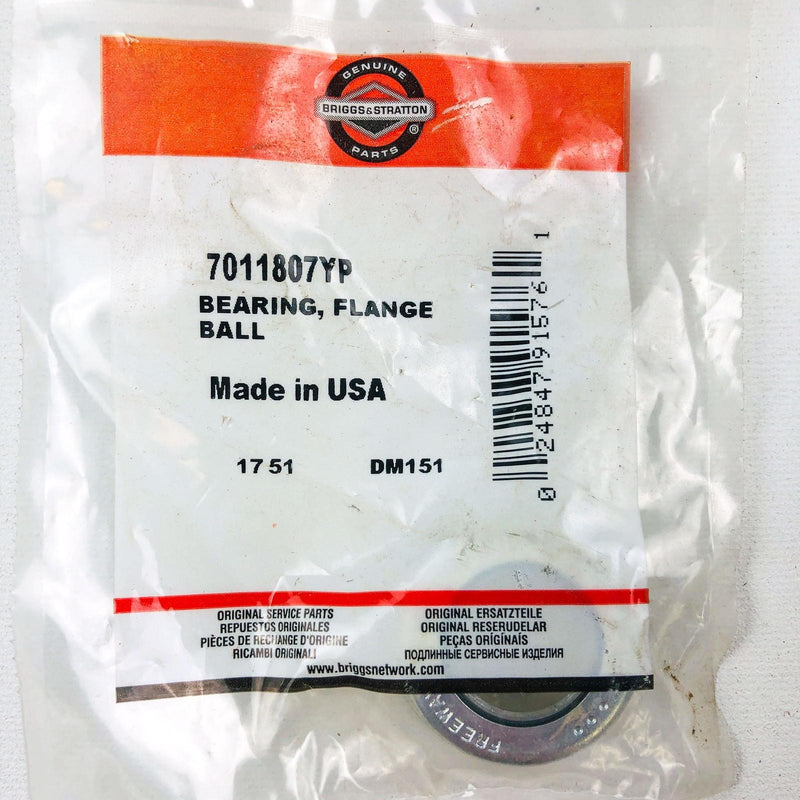 GENUINE
BRIGGS&STRATTON
®
PARTS
7011807YP
BEARING, FLANGE
BALL
Made in USA
17 51 DM151
0 24847 91576 1
ORIGINAL SERVICE PARTS
REPUESTOS ORIGINALES
PIÈCES DE RECHANGE D'ORIGINE
RICAMBI ORIGINALI
ORIGINAL ERSATZTEILE
ORIGINAL RESERUDELAR
PEÇAS ORIGINAIS
ПОДЛИННЫЕ СЕРВИСНЫЕ ИЗДЕЛИЯ
www.briggsnetwork.com